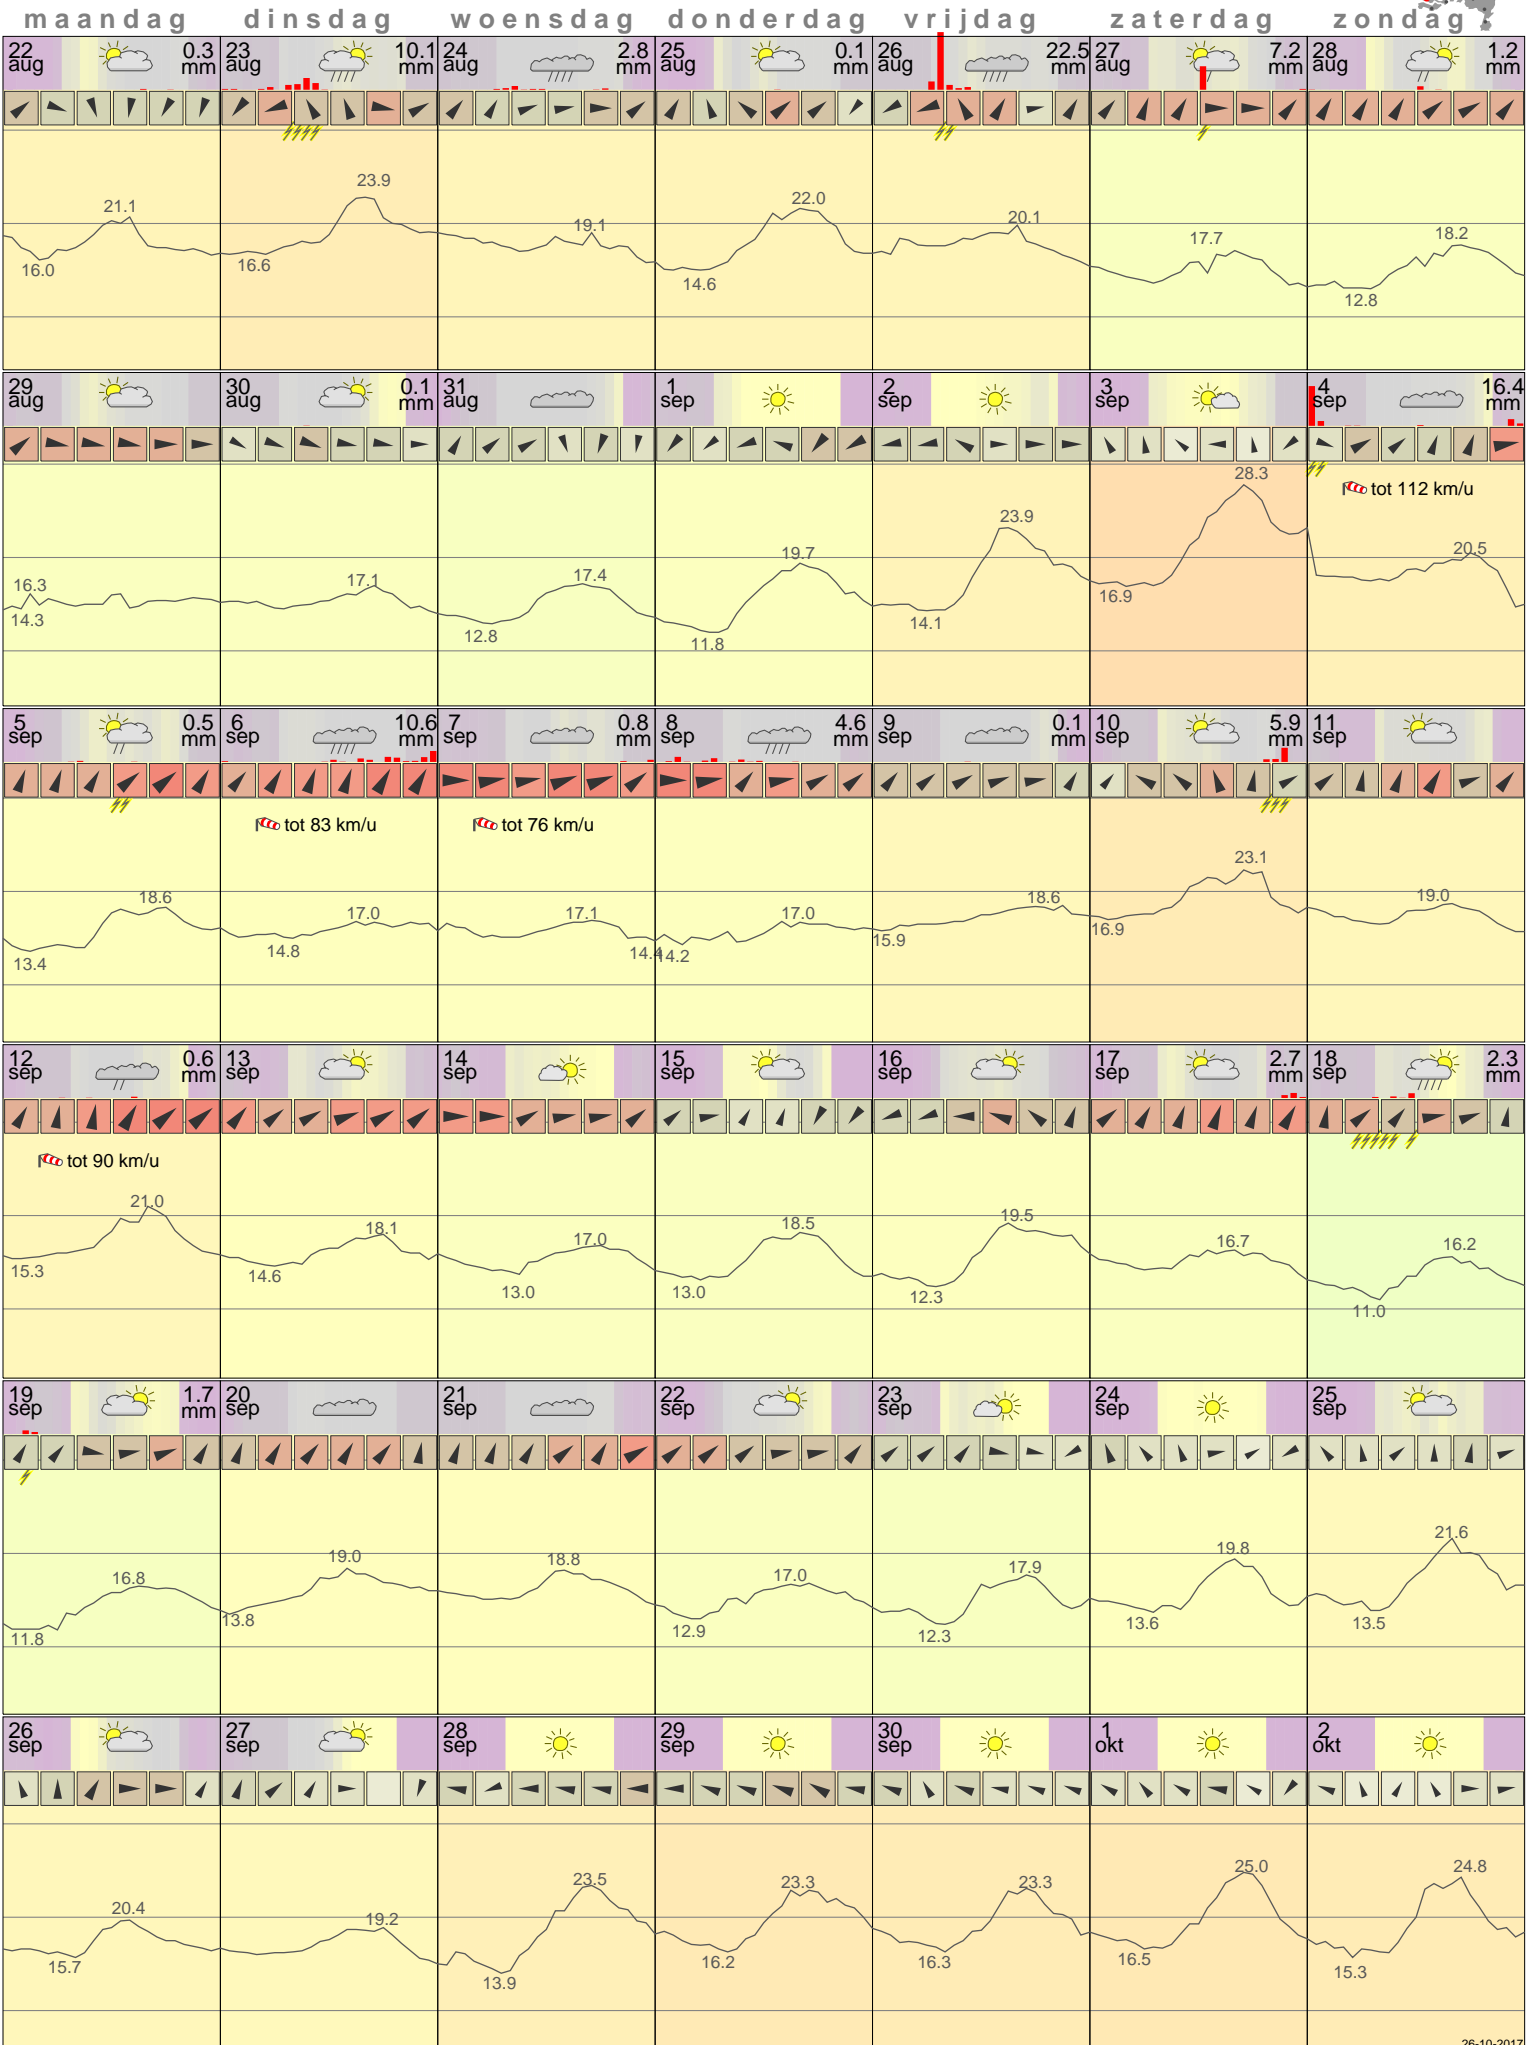 maandag dinsdag woensdag donderdag vrijdag zaterdag zondag
22 aug 0.3 mm 23 aug 10.1 mm 24 aug 2.8 mm 25 aug 0.1 mm 26 aug 22.5 mm 27 aug 7.2 mm 28 aug 1.2 mm
21.1 16.0 23.9 16.6 19.1 22.0 14.6 20.1 17.7 18.2 12.8
29 aug 30 aug 0.1 mm 31 aug 1 sep 2 sep 3 sep 4 sep 16.4 mm
tot 112 km/u
16.3 14.3 17.1 17.4 12.8 19.7 11.8 23.9 14.1 28.3 16.9 20.5
5 sep 0.5 mm 6 sep 10.6 mm 7 sep 0.8 mm 8 sep 4.6 mm 9 sep 0.1 mm 10 sep 5.9 mm 11 sep
tot 83 km/u tot 76 km/u
18.6 13.4 17.0 14.8 17.1 14.4 17.0 14.2 18.6 15.9 23.1 16.9 19.0
12 sep 0.6 mm 13 sep 14 sep 15 sep 16 sep 17 sep 2.7 mm 18 sep 2.3 mm
tot 90 km/u
21.0 15.3 18.1 14.6 17.0 13.0 18.5 13.0 19.5 12.3 16.7 16.2 11.0
19 sep 1.7 mm 20 sep 21 sep 22 sep 23 sep 24 sep 25 sep
16.8 11.8 19.0 13.8 18.8 17.0 12.9 17.9 12.3 19.8 13.6 21.6 13.5
26 sep 27 sep 28 sep 29 sep 30 sep 1 okt 2 okt
20.4 15.7 19.2 23.5 13.9 23.3 16.2 23.3 16.3 25.0 16.5 24.8 15.3
26-10-2017